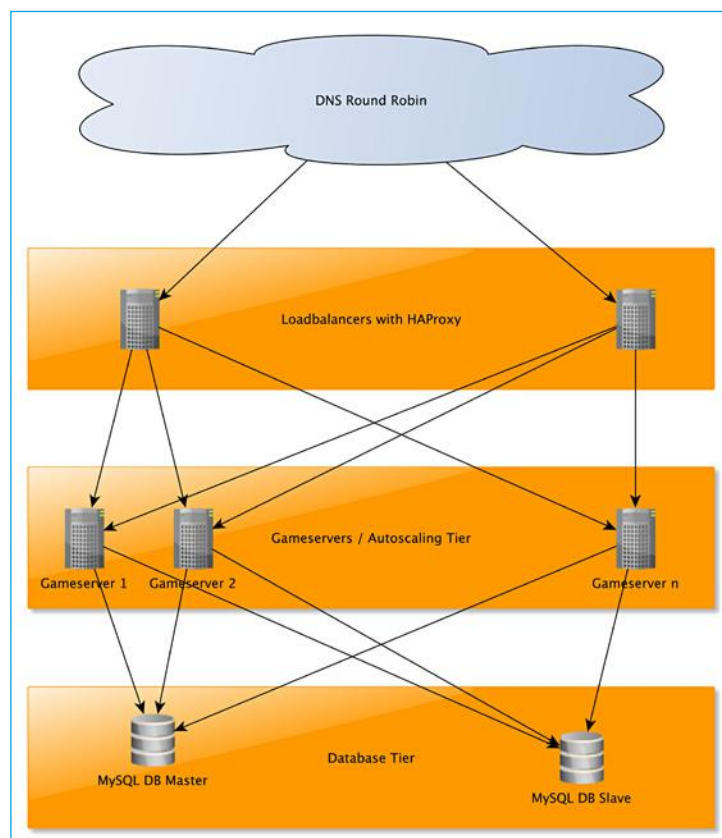 DNS Round Robin
Loadbalancers with HAProxy
Gameservers / Autoscaling Tier
Gameserver 1
Gameserver 2
Gameserver n
Database Tier
MySQL DB Master
MySQL DB Slave